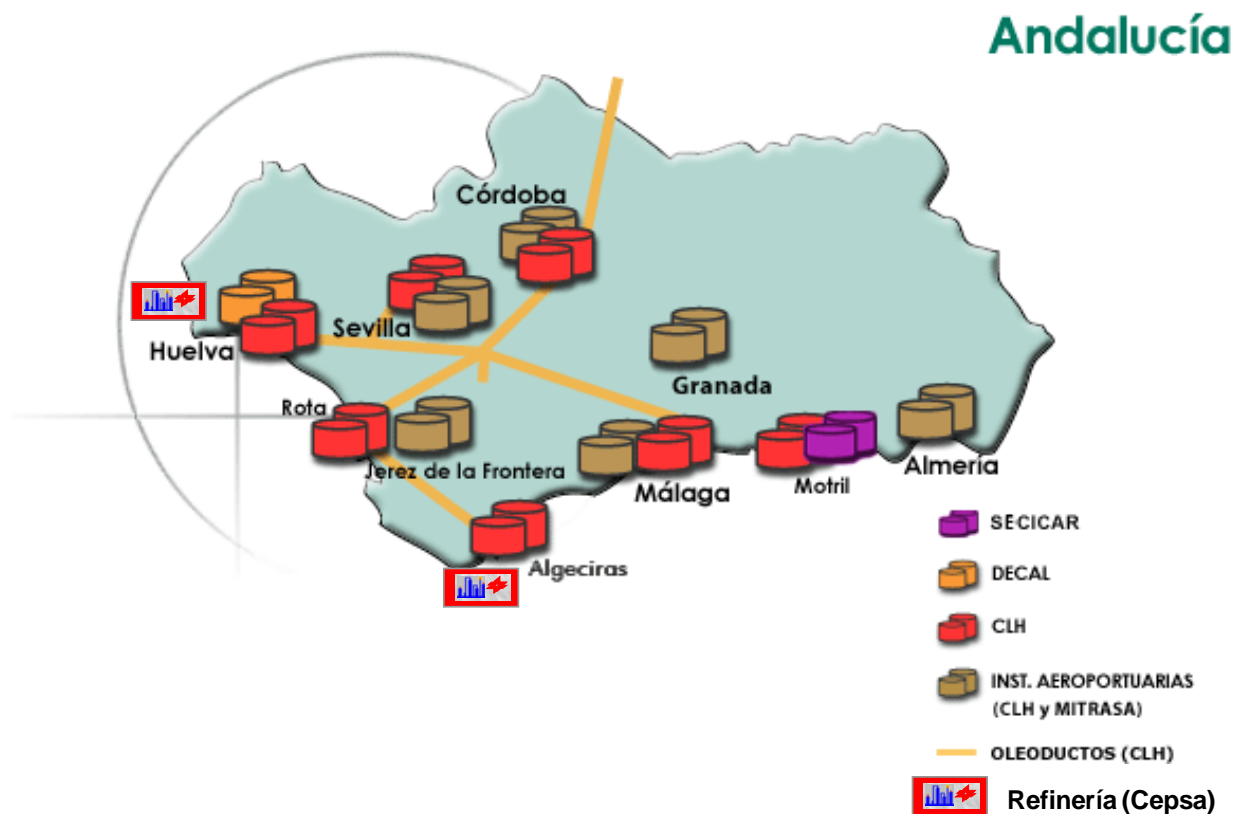 Andalucía
Córdoba
Sevilla
Huelva
Granada
Rota
Jerez de la Frontera
Almería
Málaga
Motril
Algeciras
SECICAR
DECAL
CLH
INST. AEROPORTUARIAS
(CLH y MITRASA)
OLEODUCTOS (CLH)
Refinería (Cepsa)